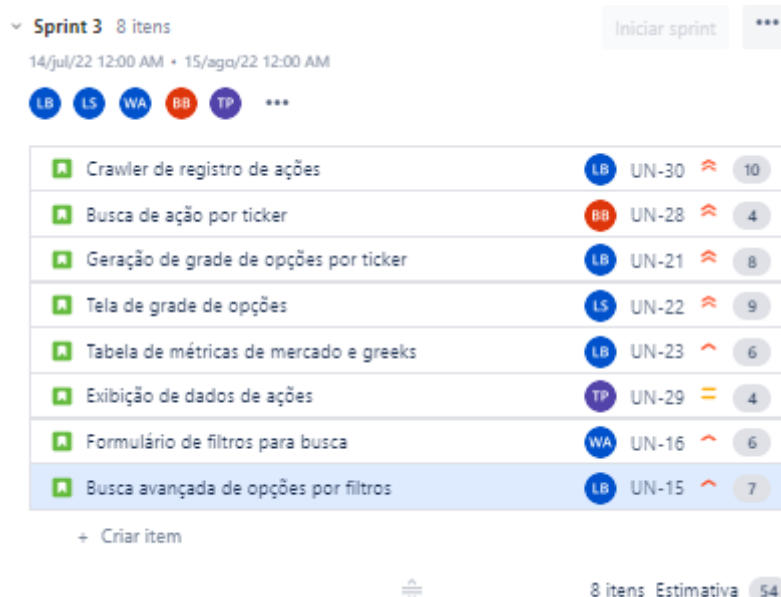 Sprint 3 8 itens Iniciar sprint
14/jul/22 12:00 AM • 15/ago/22 12:00 AM
LB LS WA BB TP
Crawler de registro de ações LB UN-30 10
Busca de ação por ticker BB UN-28 4
Geração de grade de opções por ticker LB UN-21 8
Tela de grade de opções LS UN-22 9
Tabela de métricas de mercado e greeks LB UN-23 6
Exibição de dados de ações TP UN-29 4
Formulário de filtros para busca WA UN-16 6
Busca avançada de opções por filtros LB UN-15 7
+ Criar item
8 itens Estimativa 54